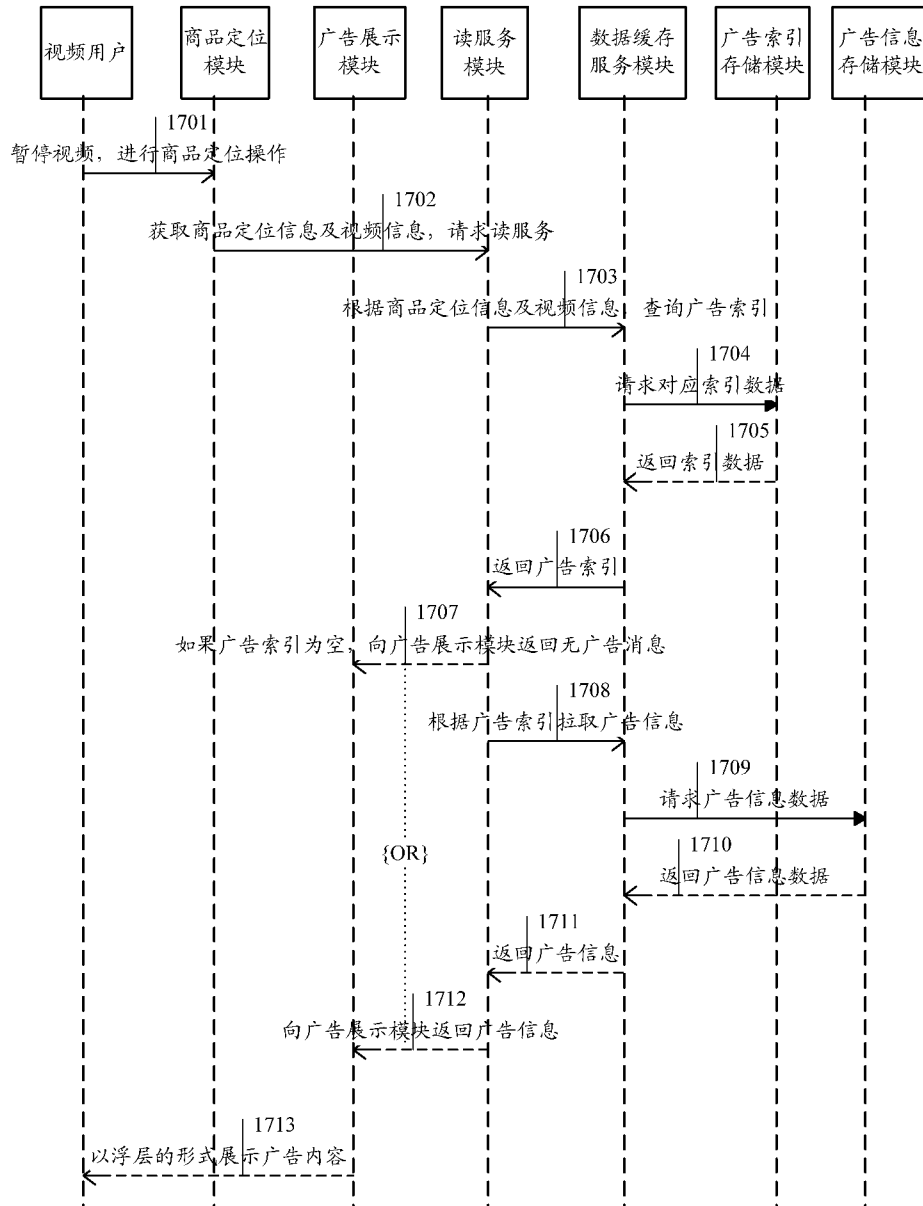 视频用户
商品定位
模块
广告展示
模块
读服务
模块
数据缓存
服务模块
广告索引
存储模块
广告信息
存储模块
1701
暂停视频，进行商品定位操作
1702
获取商品定位信息及视频信息，请求读服务
1703
根据商品定位信息及视频信息，查询广告索引
1704
请求对应索引数据
1705
返回索引数据
1706
返回广告索引
1707
如果广告索引为空，向广告展示模块返回无广告消息
1708
根据广告索引拉取广告信息
1709
请求广告信息数据
{OR}
1710
返回广告信息数据
1711
返回广告信息
1712
向广告展示模块返回广告信息
1713
以浮层的形式展示广告内容